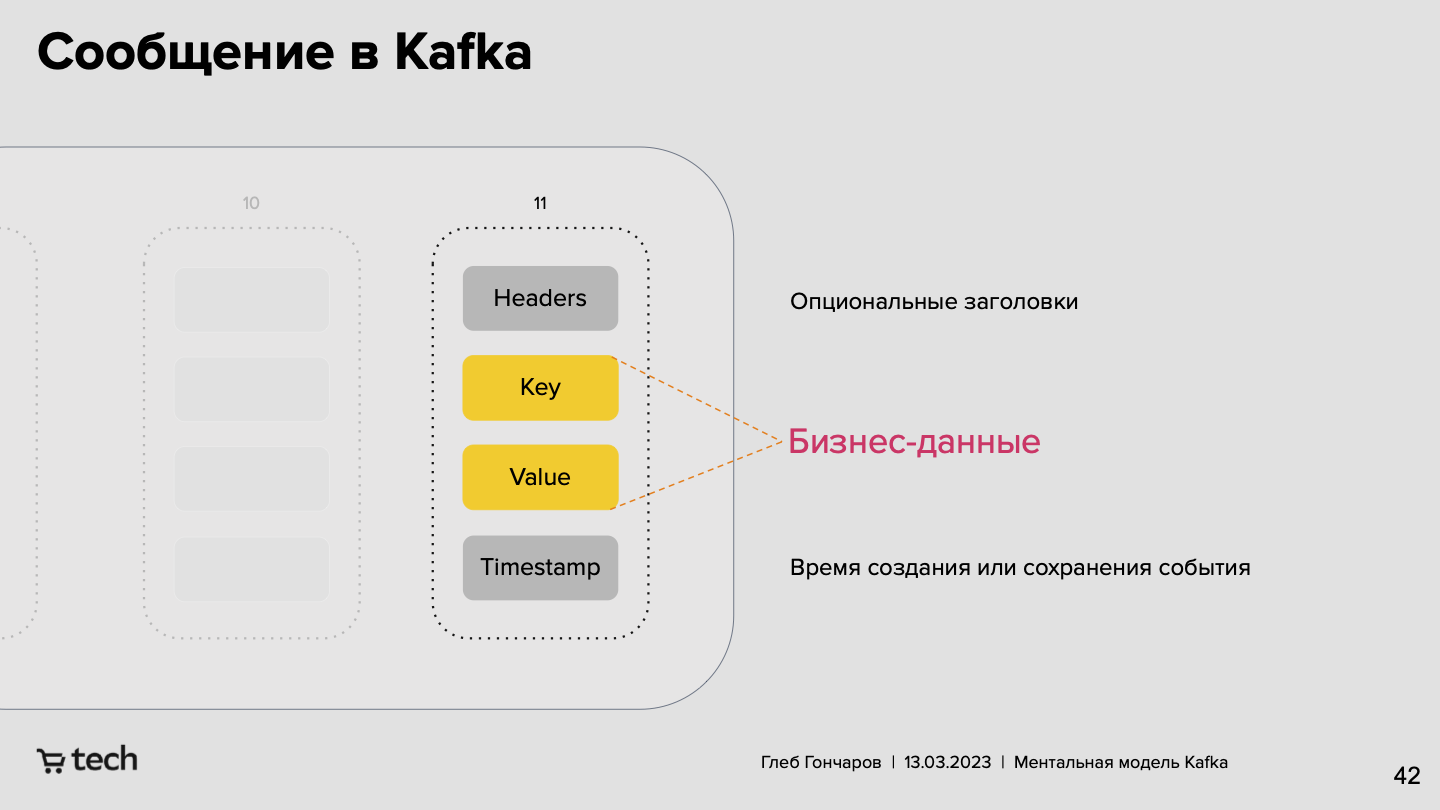 Сообщение в Kafka
10
11
Headers
Опциональные заголовки
Key
Бизнес-данные
Value
Timestamp
Время создания или сохранения события
tech
Глеб Гончаров | 13.03.2023 | Ментальная модель Kafka
42